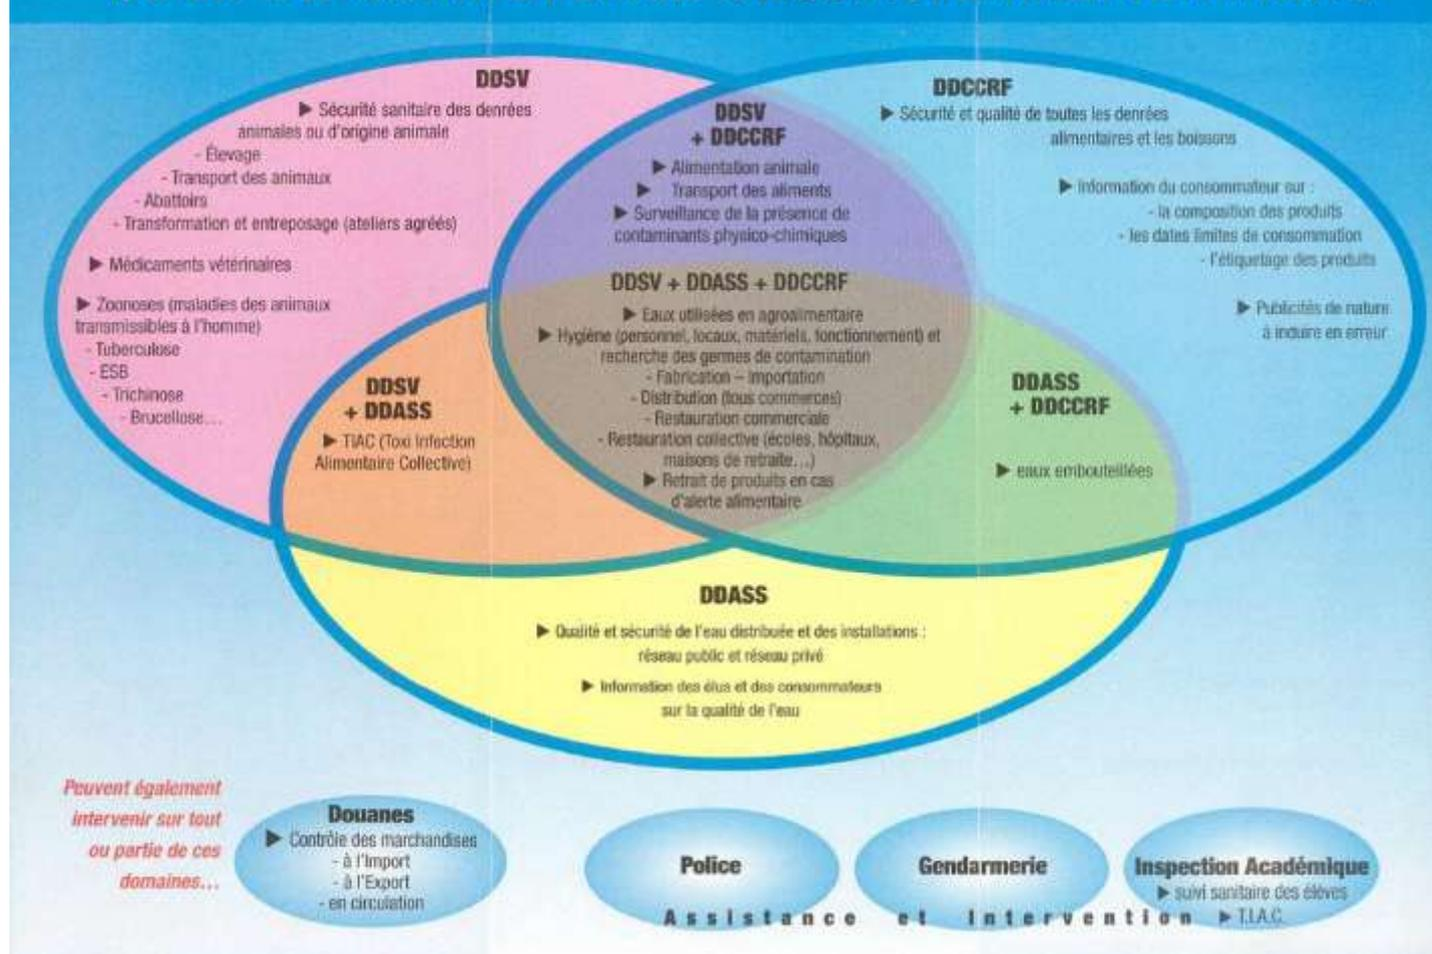 DDSV
▶ Sécurité sanitaire des denrées
animales ou d'origine animale
- Élevage
- Transport des animaux
- Abattoirs
- Transformation et entreposage (ateliers agréés)
▶ Médicaments vétérinaires
▶ Zoonoses (maladies des animaux
transmissibles à l'homme)
- Tuberculose
- ESB
- Trichinose
- Brucellose...
DDSV
+ DDCCRF
▶ Alimentation animale
▶ Transport des aliments
▶ Surveillance de la présence de
contaminants physico-chimiques
DDCCRF
▶ Sécurité et qualité de toutes les denrées
alimentaires et les boissons
▶ Information du consommateur sur :
- la composition des produits
- les dates limites de consommation
- l'étiquetage des produits
▶ Publicités de nature
à induire en erreur
DDSV + DDASS + DDCCRF
▶ Eaux utilisées en agroalimentaire
▶ Hygiène (personnel, locaux, matériels, fonctionnement) et
recherche des germes de contamination
- Fabrication – Importation
- Distribution (tous commerces)
- Restauration commerciale
- Restauration collective (écoles, hôpitaux,
maisons de retraite...)
▶ Retrait de produits en cas
d'alerte alimentaire
DDSV
+ DDASS
▶ TIAC (Toxi Infection
Alimentaire Collective)
DDASS
+ DDCCRF
▶ eaux embouteillées
DDASS
▶ Qualité et sécurité de l'eau distribuée et des installations :
réseau public et réseau privé
▶ Information des élus et des consommateurs
sur la qualité de l'eau
Peuvent également
intervenir sur tout
ou partie de ces
domaines...
Douanes
▶ Contrôle des marchandises
- à l'Import
- à l'Export
- en circulation
Police
Gendarmerie
Inspection Académique
▶ suivi sanitaire des élèves
▶ T.I.A.C.
Assistance et Intervention